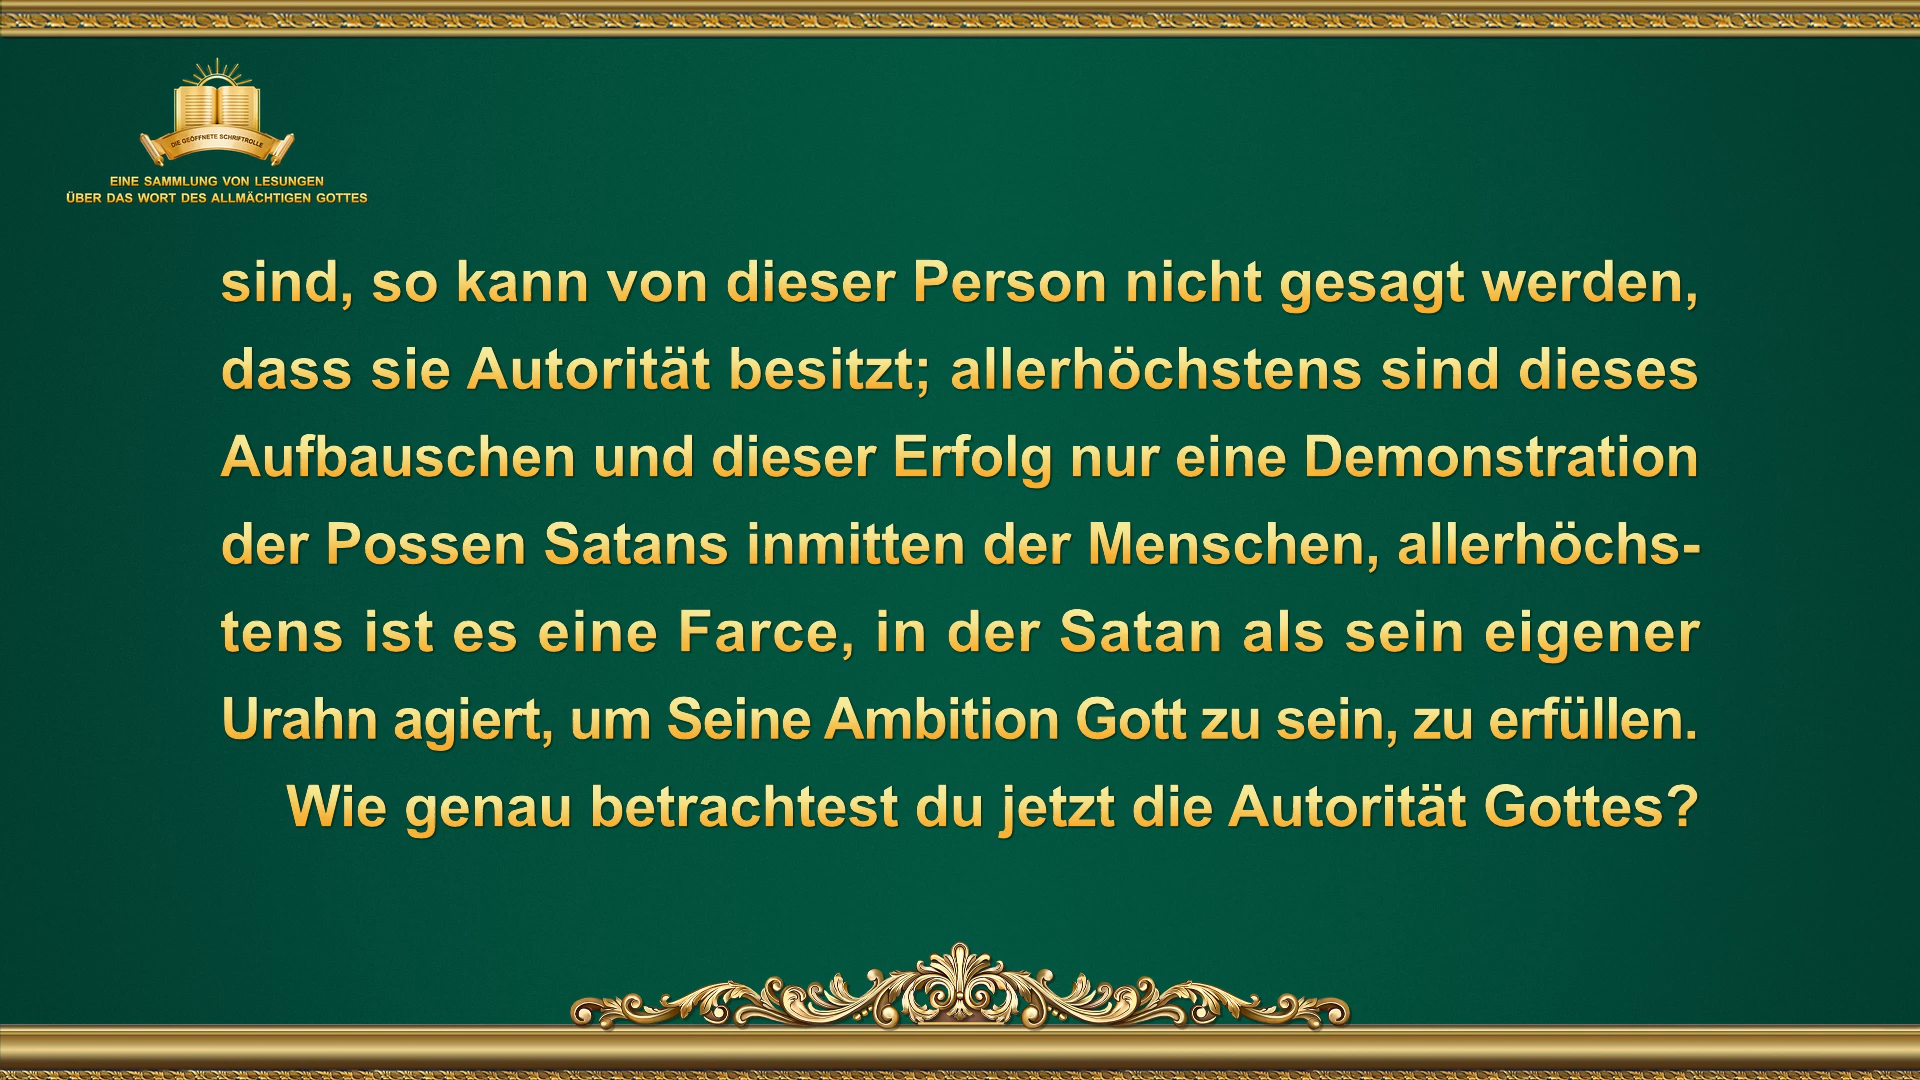 DIE GEÖFFNETE SCHRIFTROLLE
EINE SAMMLUNG VON LESUNGEN
ÜBER DAS WORT DES ALLMÄCHTIGEN GOTTES
sind, so kann von dieser Person nicht gesagt werden,
dass sie Autorität besitzt; allerhöchstens sind dieses
Aufbauschen und dieser Erfolg nur eine Demonstration
der Possen Satans inmitten der Menschen, allerhöchs-
tens ist es eine Farce, in der Satan als sein eigener
Urahn agiert, um Seine Ambition Gott zu sein, zu erfüllen.
Wie genau betrachtest du jetzt die Autorität Gottes?